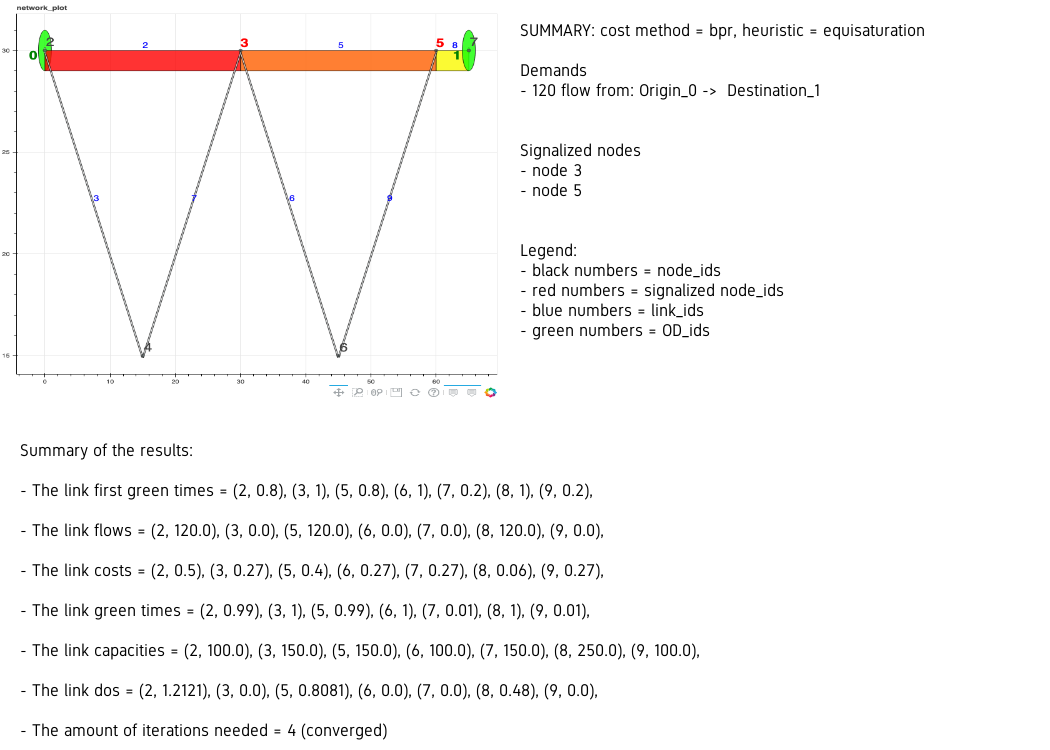 network_plot
SUMMARY: cost method = bpr, heuristic = equisaturation
Demands
- 120 flow from: Origin_0 -> Destination_1
Signalized nodes
- node 3
- node 5
Legend:
- black numbers = node_ids
- red numbers = signalized node_ids
- blue numbers = link_ids
- green numbers = OD_ids
30
25
20
15
0 10 20 30 40 50 60
0 2 2 3 5 5 8 1 7
3 7 6 9
4 6
Summary of the results:
- The link first green times = (2, 0.8), (3, 1), (5, 0.8), (6, 1), (7, 0.2), (8, 1), (9, 0.2),
- The link flows = (2, 120.0), (3, 0.0), (5, 120.0), (6, 0.0), (7, 0.0), (8, 120.0), (9, 0.0),
- The link costs = (2, 0.5), (3, 0.27), (5, 0.4), (6, 0.27), (7, 0.27), (8, 0.06), (9, 0.27),
- The link green times = (2, 0.99), (3, 1), (5, 0.99), (6, 1), (7, 0.01), (8, 1), (9, 0.01),
- The link capacities = (2, 100.0), (3, 150.0), (5, 150.0), (6, 100.0), (7, 150.0), (8, 250.0), (9, 100.0),
- The link dos = (2, 1.2121), (3, 0.0), (5, 0.8081), (6, 0.0), (7, 0.0), (8, 0.48), (9, 0.0),
- The amount of iterations needed = 4 (converged)